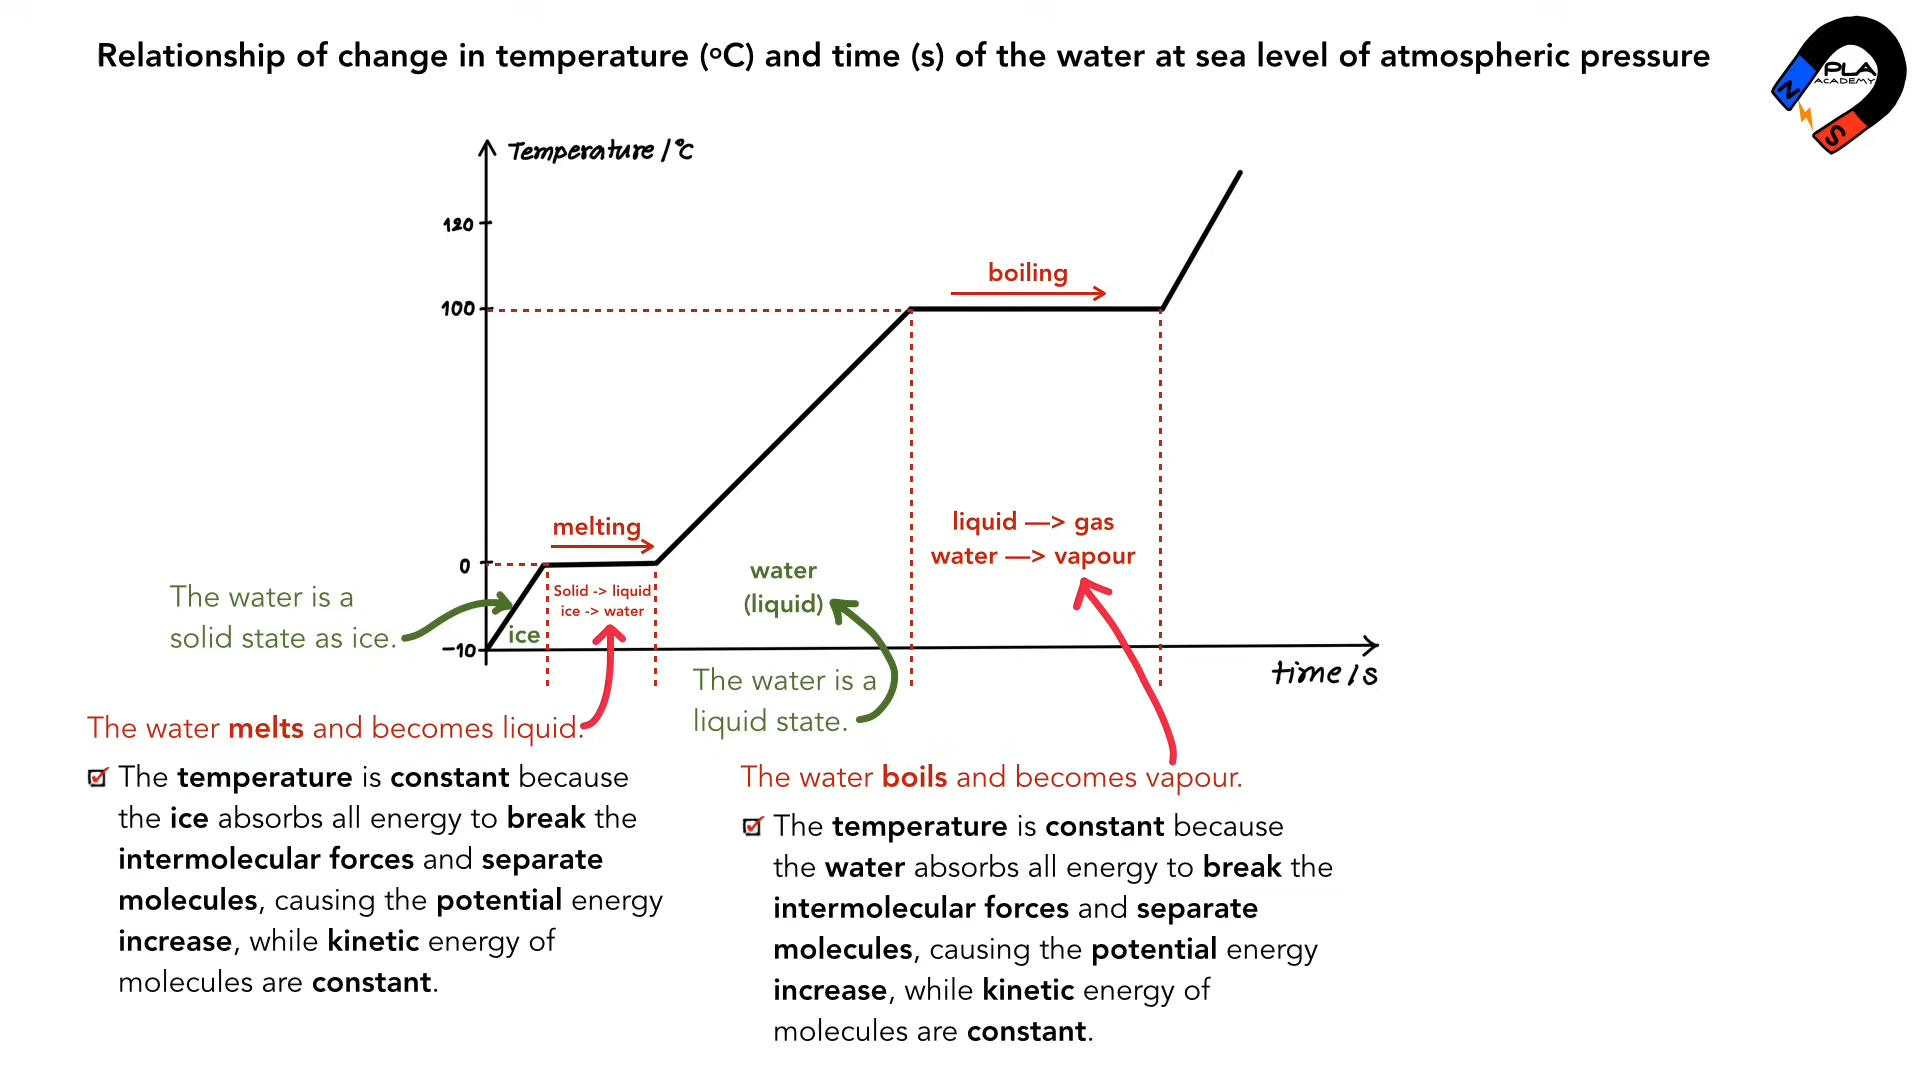 Relationship of change in temperature (°C) and time (s) of the water at sea level of atmospheric pressure
PLA
ACADEMY
N
S
Temperature / °C
120
100
boiling
melting
0
liquid —> gas
water —> vapour
water
(liquid)
Solid -> liquid
ice -> water
The water is a
solid state as ice.
ice
-10
time / s
The water is a
liquid state.
The water melts and becomes liquid.
The temperature is constant because
the ice absorbs all energy to break the
intermolecular forces and separate
molecules, causing the potential energy
increase, while kinetic energy of
molecules are constant.
The water boils and becomes vapour.
The temperature is constant because
the water absorbs all energy to break the
intermolecular forces and separate
molecules, causing the potential energy
increase, while kinetic energy of
molecules are constant.